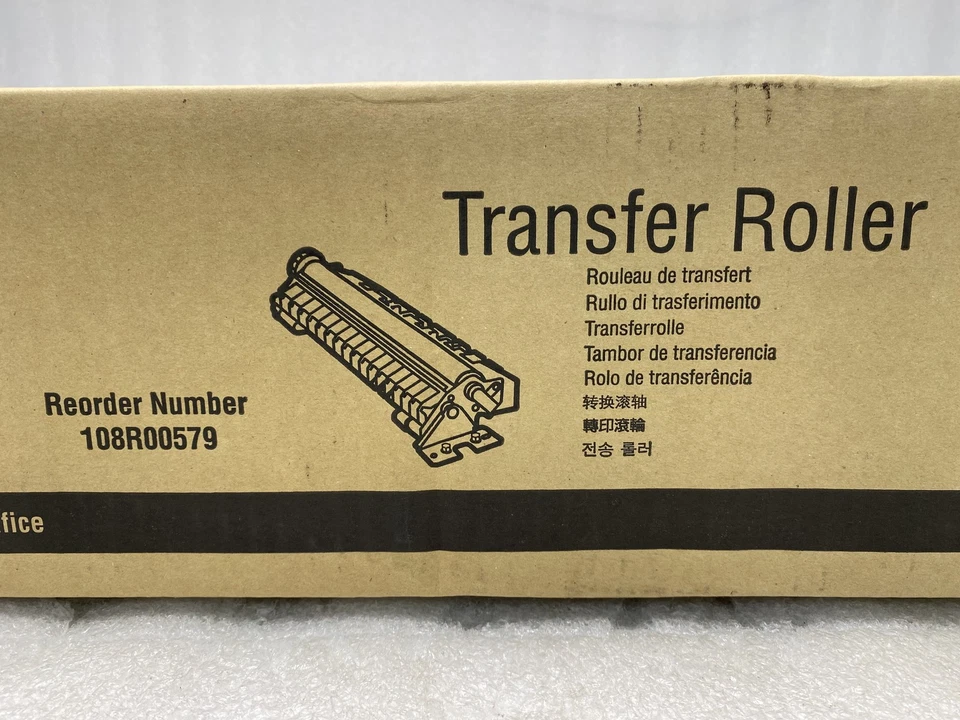 Transfer Roller
Rouleau de transfert
Rullo di trasferimento
Transferrolle
Tambor de transferencia
Rolo de transferência
转换滚轴
轉印滾輪
전송 롤러
Reorder Number
108R00579
fice